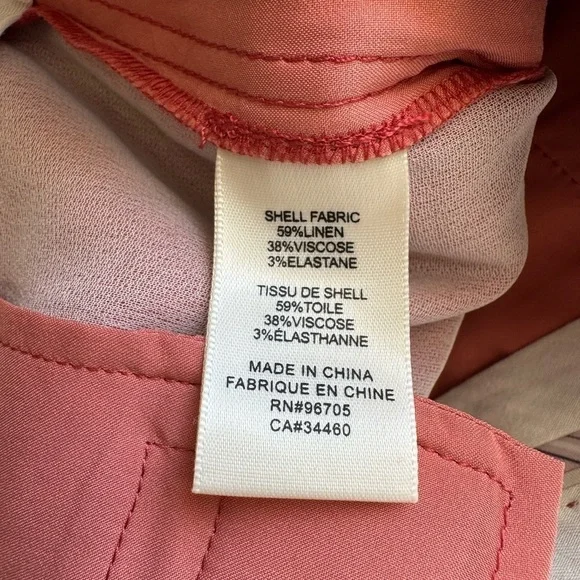 SHELL FABRIC
59%LINEN
38%VISCOSE
3%ELASTANE
TISSU DE SHELL
59%TOILE
38%VISCOSE
3%ÉLASTHANNE
MADE IN CHINA
FABRIQUE EN CHINE
RN#96705
CA#34460